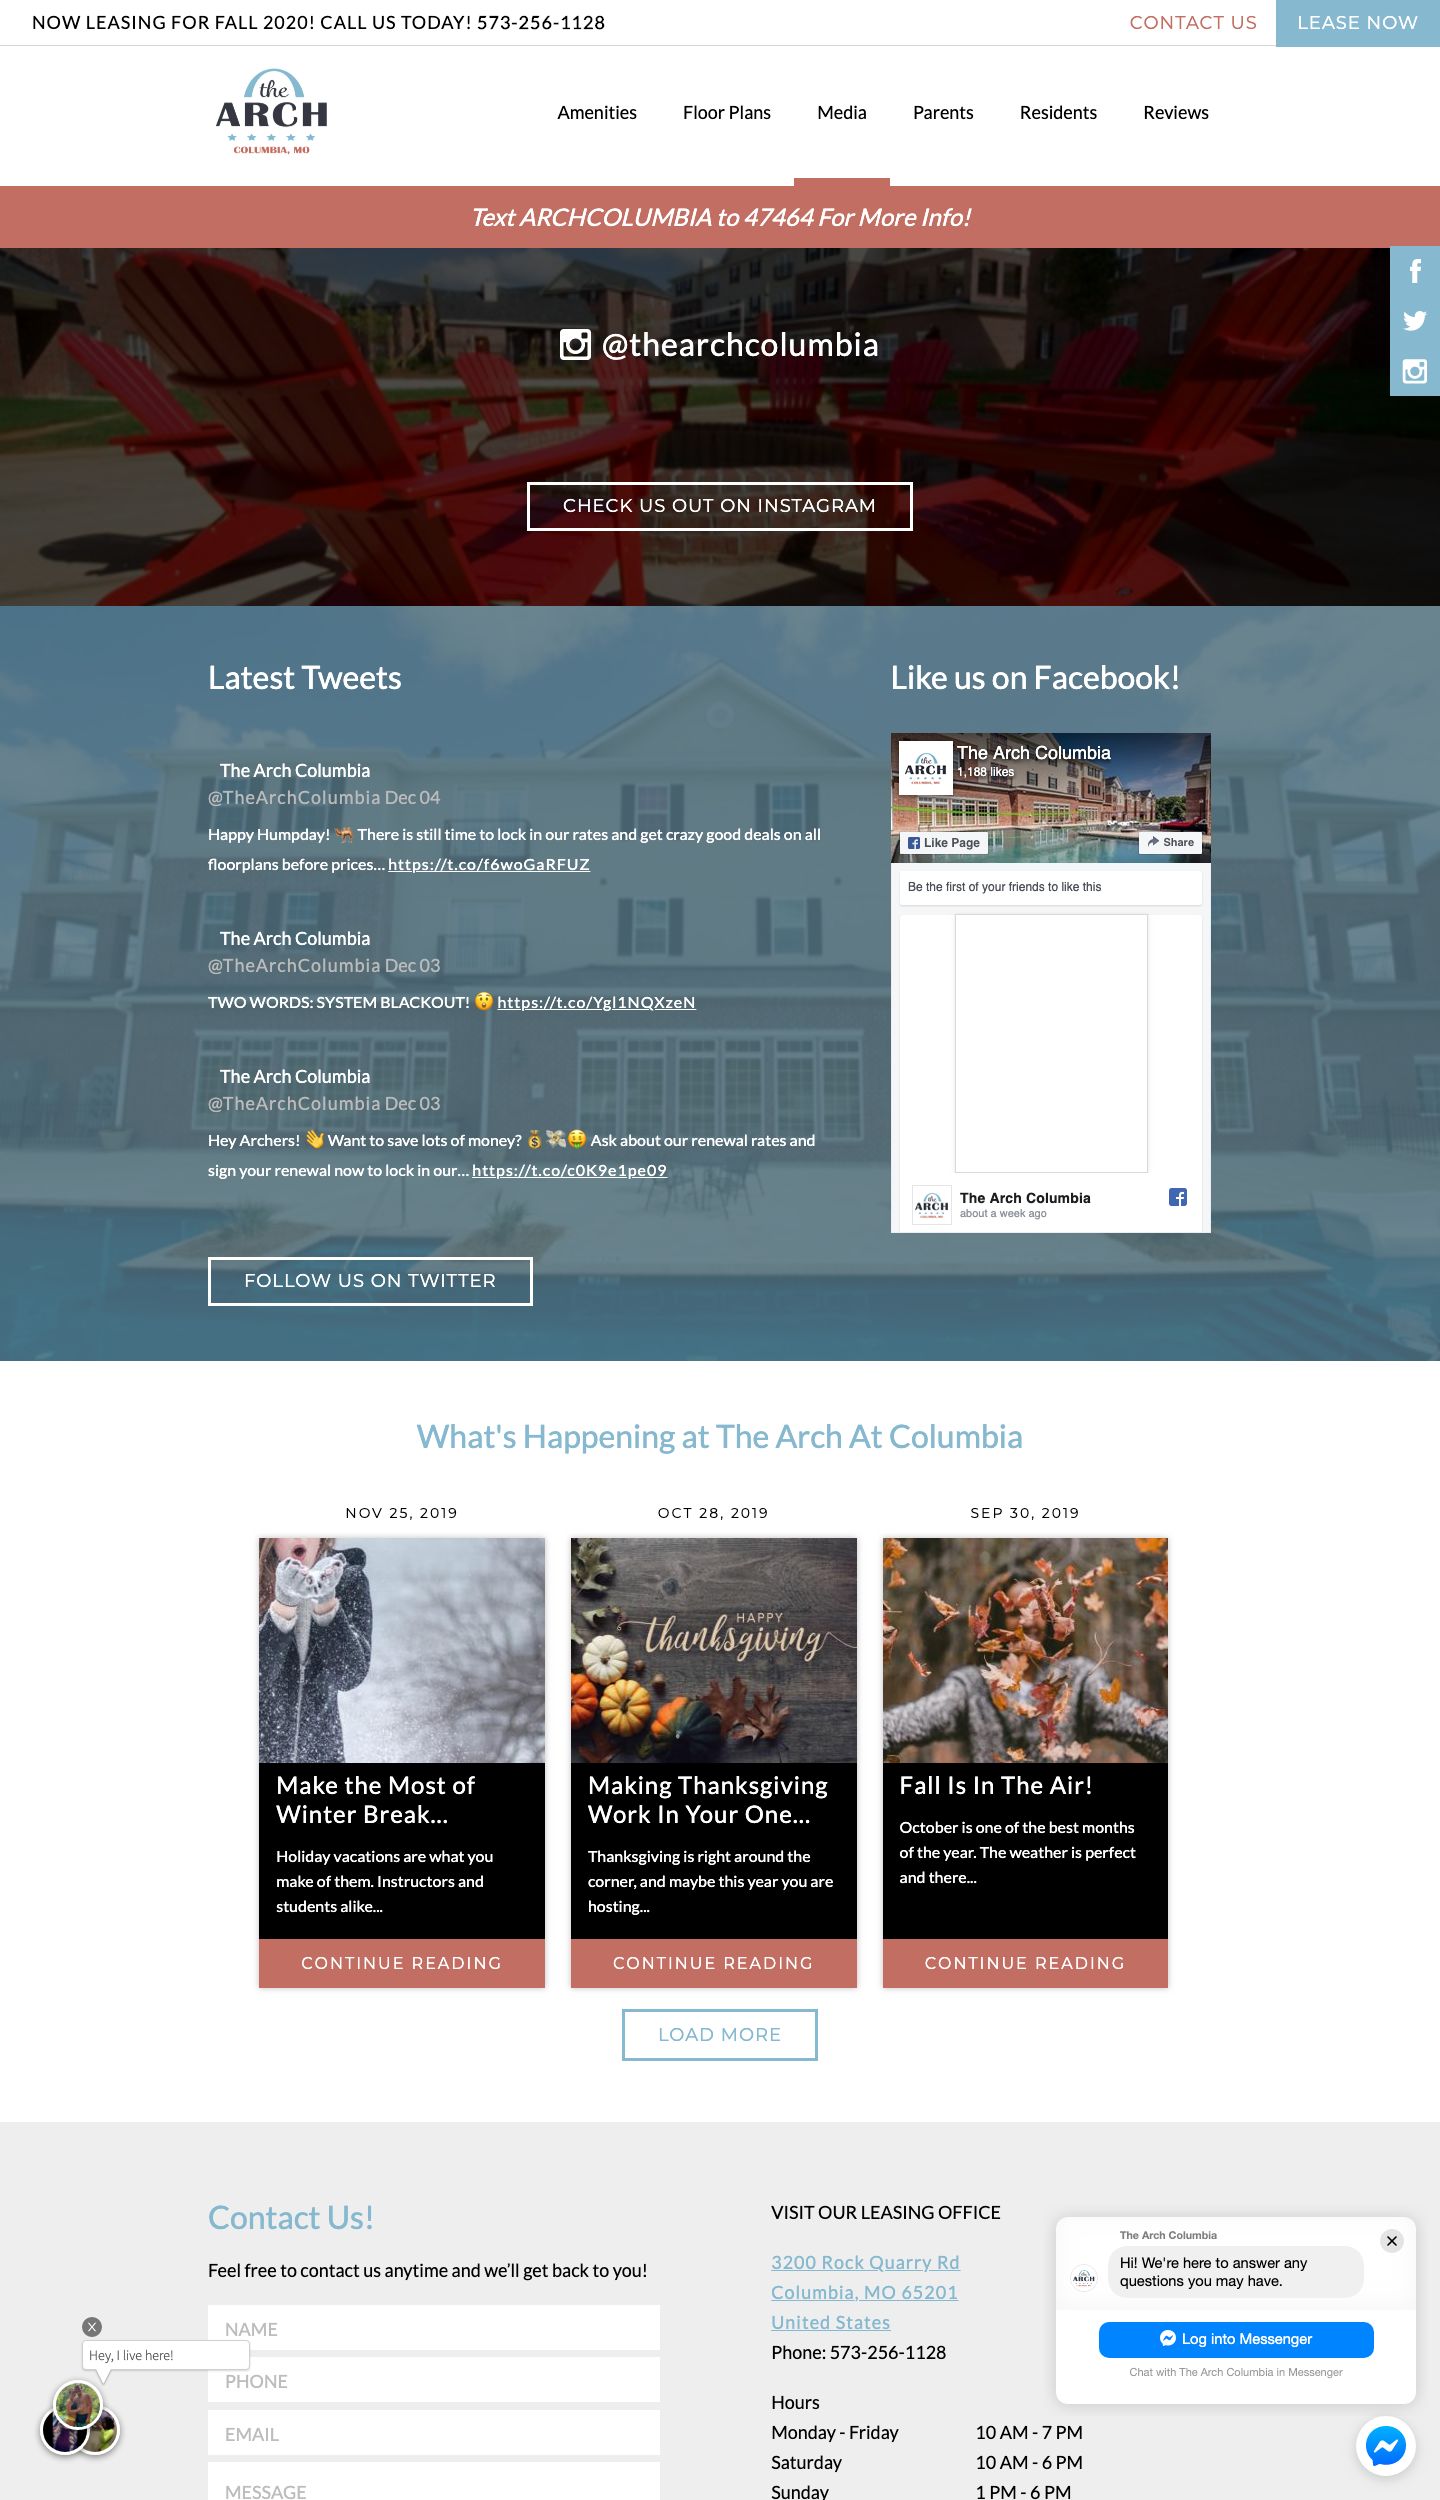 NOW LEASING FOR FALL 2020! CALL US TODAY! 573-256-1128
CONTACT US
LEASE NOW
the
ARCH
COLUMBIA, MO
Amenities
Floor Plans
Media
Parents
Residents
Reviews
Text ARCHCOLUMBIA to 47464 For More Info!
@thearchcolumbia
CHECK US OUT ON INSTAGRAM
Latest Tweets
The Arch Columbia
@TheArchColumbia Dec 04
Happy Humpday! 🐪 There is still time to lock in our rates and get crazy good deals on all
floorplans before prices… https://t.co/f6woGaRFUZ
The Arch Columbia
@TheArchColumbia Dec 03
TWO WORDS: SYSTEM BLACKOUT! 😲 https://t.co/Ygl1NQXzeN
The Arch Columbia
@TheArchColumbia Dec 03
Hey Archers! 👋 Want to save lots of money? 💰💸🤑 Ask about our renewal rates and
sign your renewal now to lock in our… https://t.co/c0K9e1pe09
FOLLOW US ON TWITTER
Like us on Facebook!
the
ARCH
COLUMBIA, MO
The Arch Columbia
1,188 likes
Like Page
Share
Be the first of your friends to like this
the
ARCH
The Arch Columbia
about a week ago
What's Happening at The Arch At Columbia
NOV 25, 2019
Make the Most of
Winter Break...
Holiday vacations are what you
make of them. Instructors and
students alike...
CONTINUE READING
OCT 28, 2019
HAPPY
thanksgiving
Making Thanksgiving
Work In Your One...
Thanksgiving is right around the
corner, and maybe this year you are
hosting...
CONTINUE READING
SEP 30, 2019
Fall Is In The Air!
October is one of the best months
of the year. The weather is perfect
and there...
CONTINUE READING
LOAD MORE
Contact Us!
Feel free to contact us anytime and we’ll get back to you!
NAME
PHONE
EMAIL
MESSAGE
X
Hey, I live here!
VISIT OUR LEASING OFFICE
3200 Rock Quarry Rd
Columbia, MO 65201
United States
Phone: 573-256-1128
Hours
Monday - Friday 10 AM - 7 PM
Saturday 10 AM - 6 PM
Sunday 1 PM - 6 PM
The Arch Columbia
ARCH
Hi! We're here to answer any
questions you may have.
Log into Messenger
Chat with The Arch Columbia in Messenger